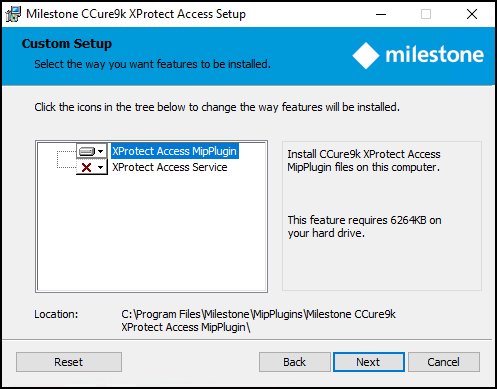 Milestone CCure9k XProtect Access Setup
Custom Setup
Select the way you want features to be installed.
milestone
Click the icons in the tree below to change the way features will be installed.
XProtect Access MipPlugin
XProtect Access Service
Install CCure9k XProtect Access
MipPlugin files on this computer.
This feature requires 6264KB on
your hard drive.
Location:
C:\Program Files\Milestone\MipPlugins\Milestone CCure9k
XProtect Access MipPlugin\
Reset
Back
Next
Cancel